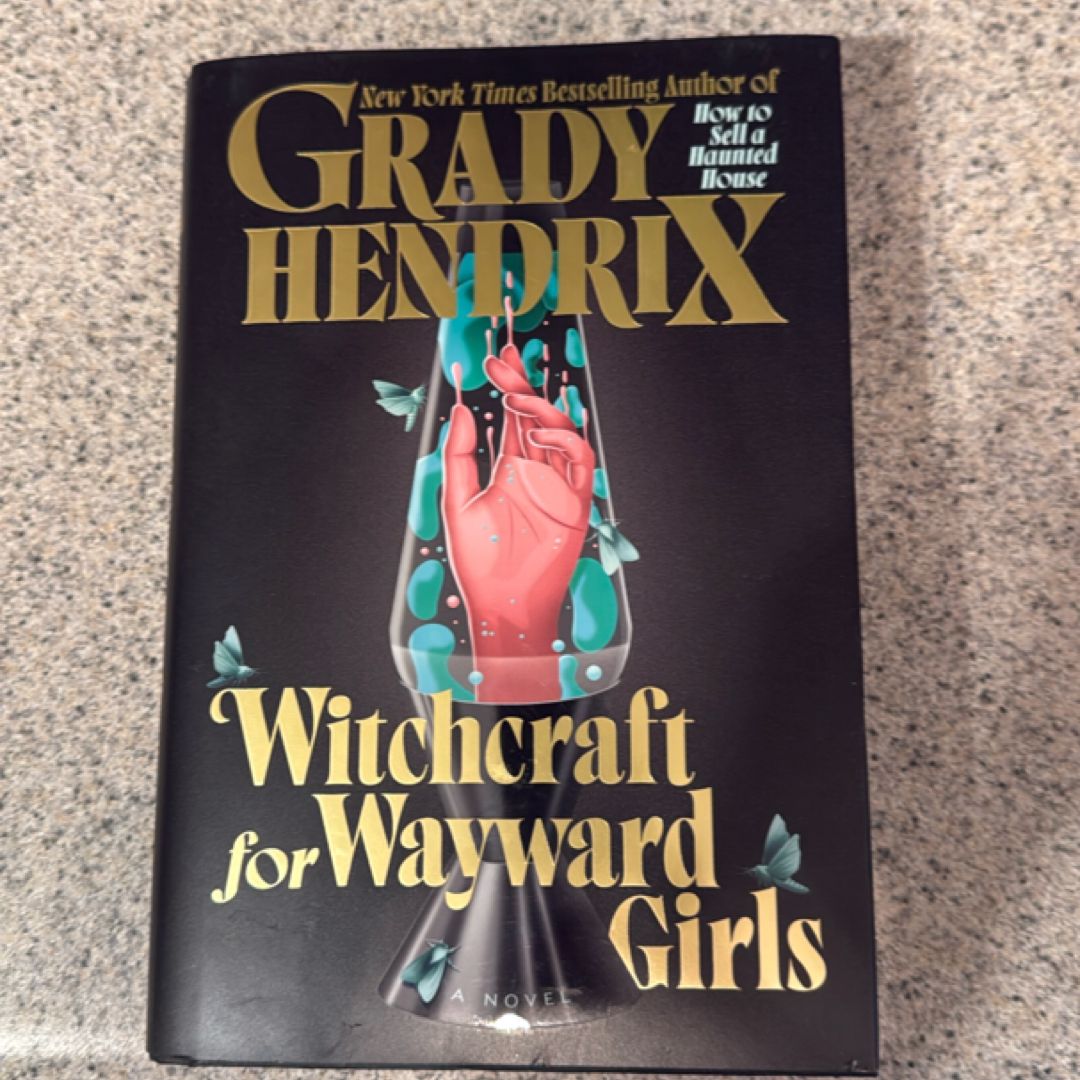 New York Times Bestselling Author of
GRADY
How to
Sell a
Haunted
House
HENDRIX
Witchcraft
for Wayward
Girls
A NOVEL